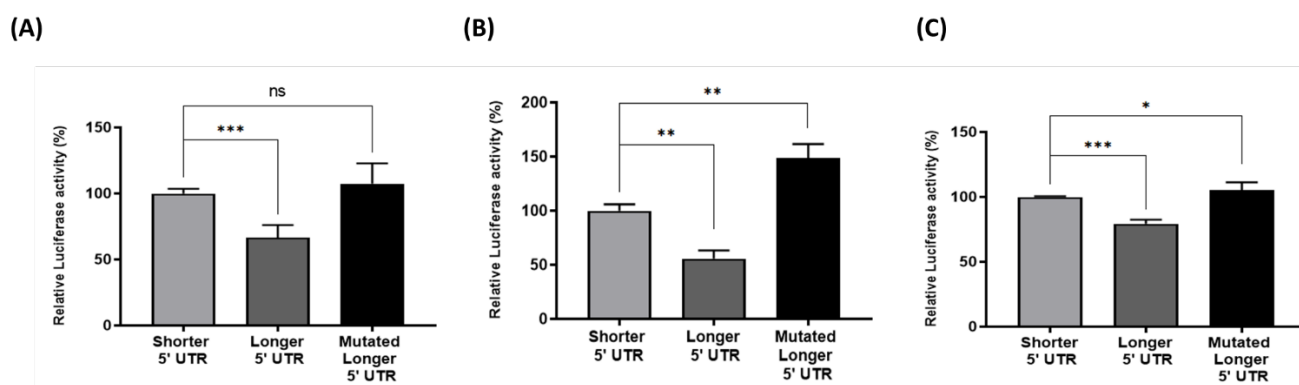 (A)
(B)
(C)
Relative Luciferase activity (%)
150
100
50
0
ns
***
Shorter
5' UTR
Longer
5' UTR
Mutated
Longer
5' UTR
Relative Luciferase activity (%)
200
150
100
50
0
**
**
Shorter
5' UTR
Longer
5' UTR
Mutated
Longer
5' UTR
Relative Luciferase activity (%)
150
100
50
0
*
***
Shorter
5' UTR
Longer
5' UTR
Mutated
Longer
5' UTR